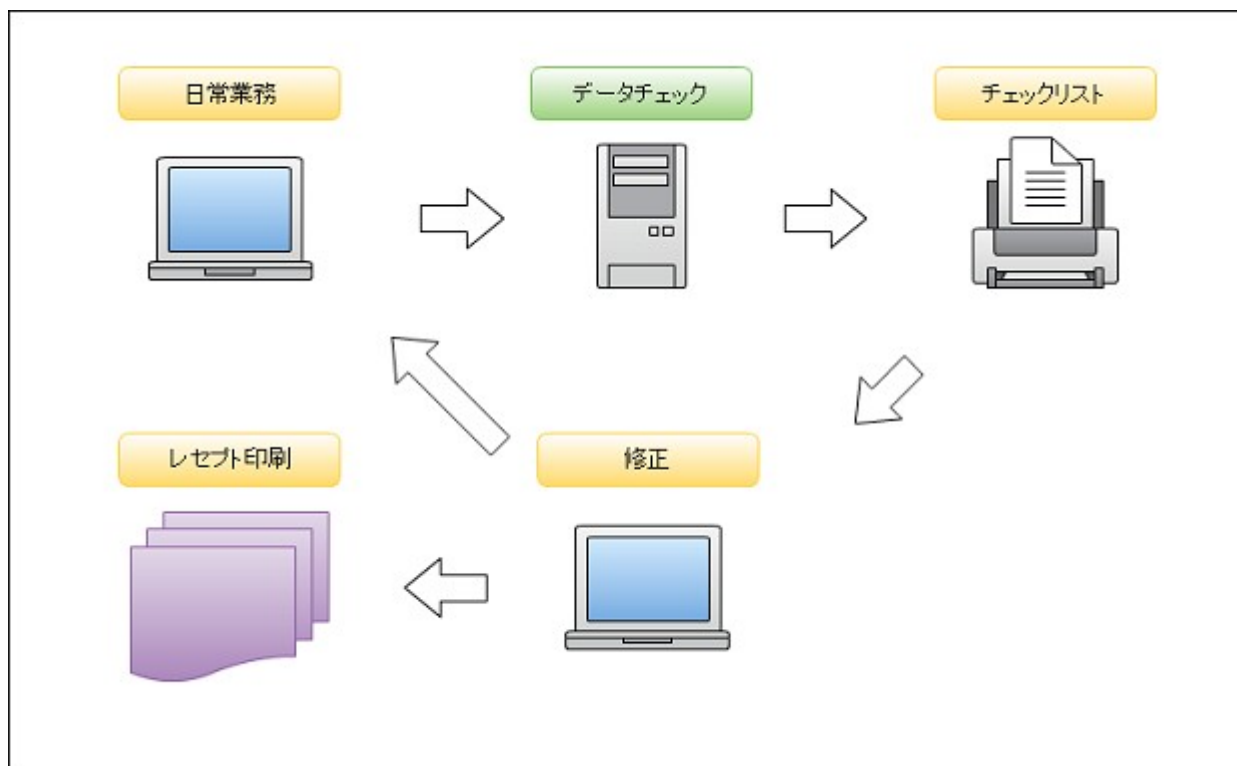 日常業務
データチェック
チェックリスト
レセプト印刷
修正